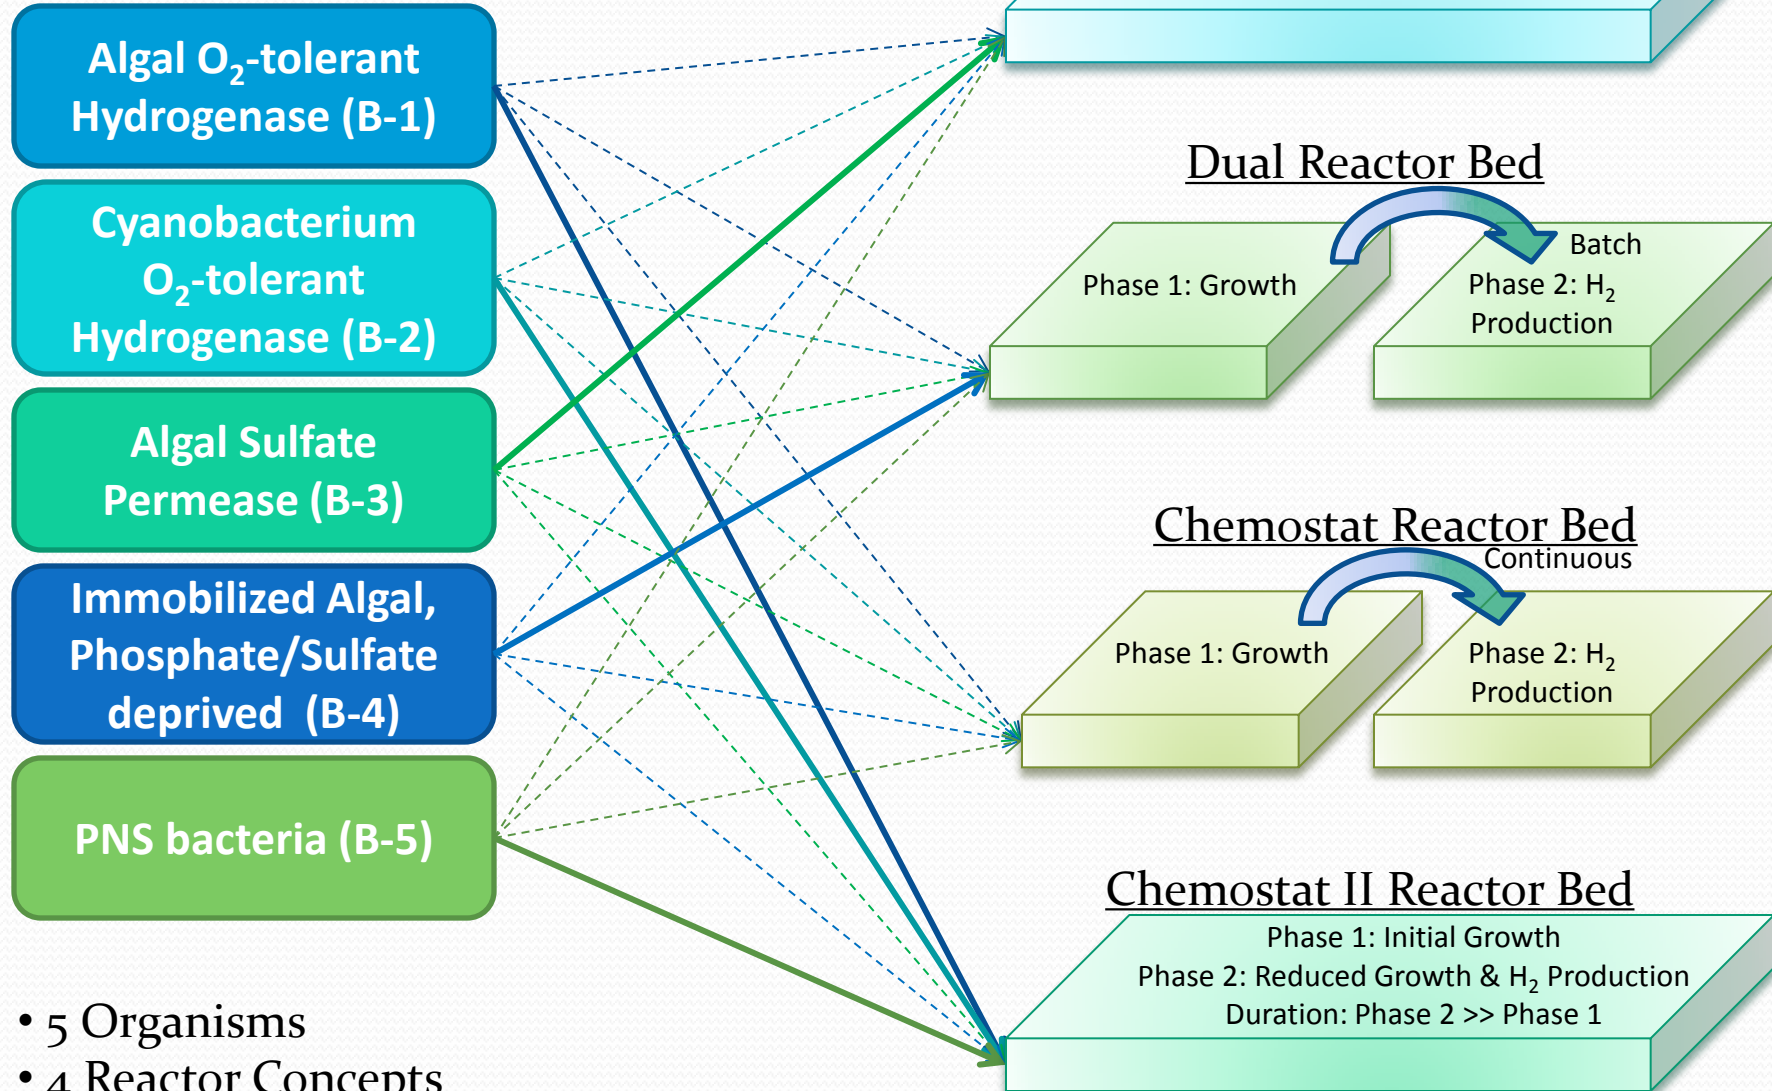 Algal O₂-tolerant
Hydrogenase (B-1)
Cyanobacterium
O₂-tolerant
Hydrogenase (B-2)
Algal Sulfate
Permease (B-3)
Immobilized Algal,
Phosphate/Sulfate
deprived (B-4)
PNS bacteria (B-5)
• 5 Organisms
• 4 Reactor Concepts
Dual Reactor Bed
Phase 1: Growth
Batch
Phase 2: H₂
Production
Chemostat Reactor Bed
Continuous
Phase 1: Growth
Phase 2: H₂
Production
Chemostat II Reactor Bed
Phase 1: Initial Growth
Phase 2: Reduced Growth & H₂ Production
Duration: Phase 2 >> Phase 1